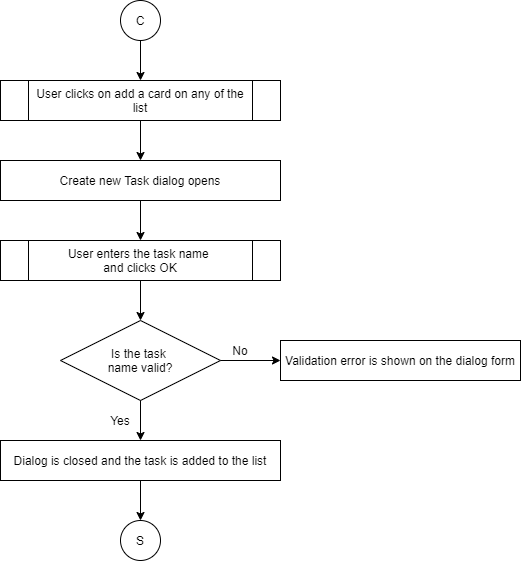 C
User clicks on add a card on any of the
list
Create new Task dialog opens
User enters the task name
and clicks OK
Is the task
name valid?
No
Validation error is shown on the dialog form
Yes
Dialog is closed and the task is added to the list
S